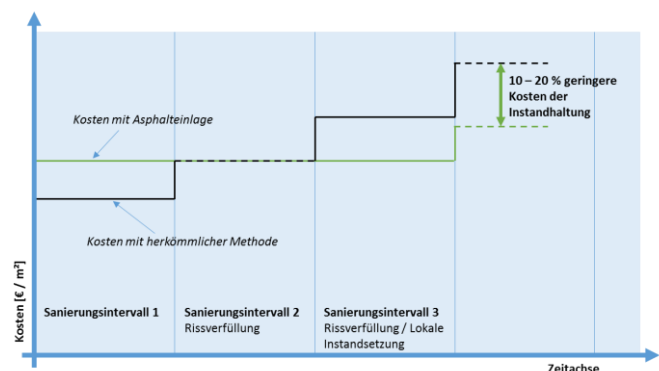 10 – 20 % geringere
Kosten der
Instandhaltung
Kosten mit Asphalteinlage
Kosten mit herkömmlicher Methode
Kosten [€ / m²]
Sanierungsintervall 1
Sanierungsintervall 2
Rissverfüllung
Sanierungsintervall 3
Rissverfüllung / Lokale
Instandsetzung
Zeitachse